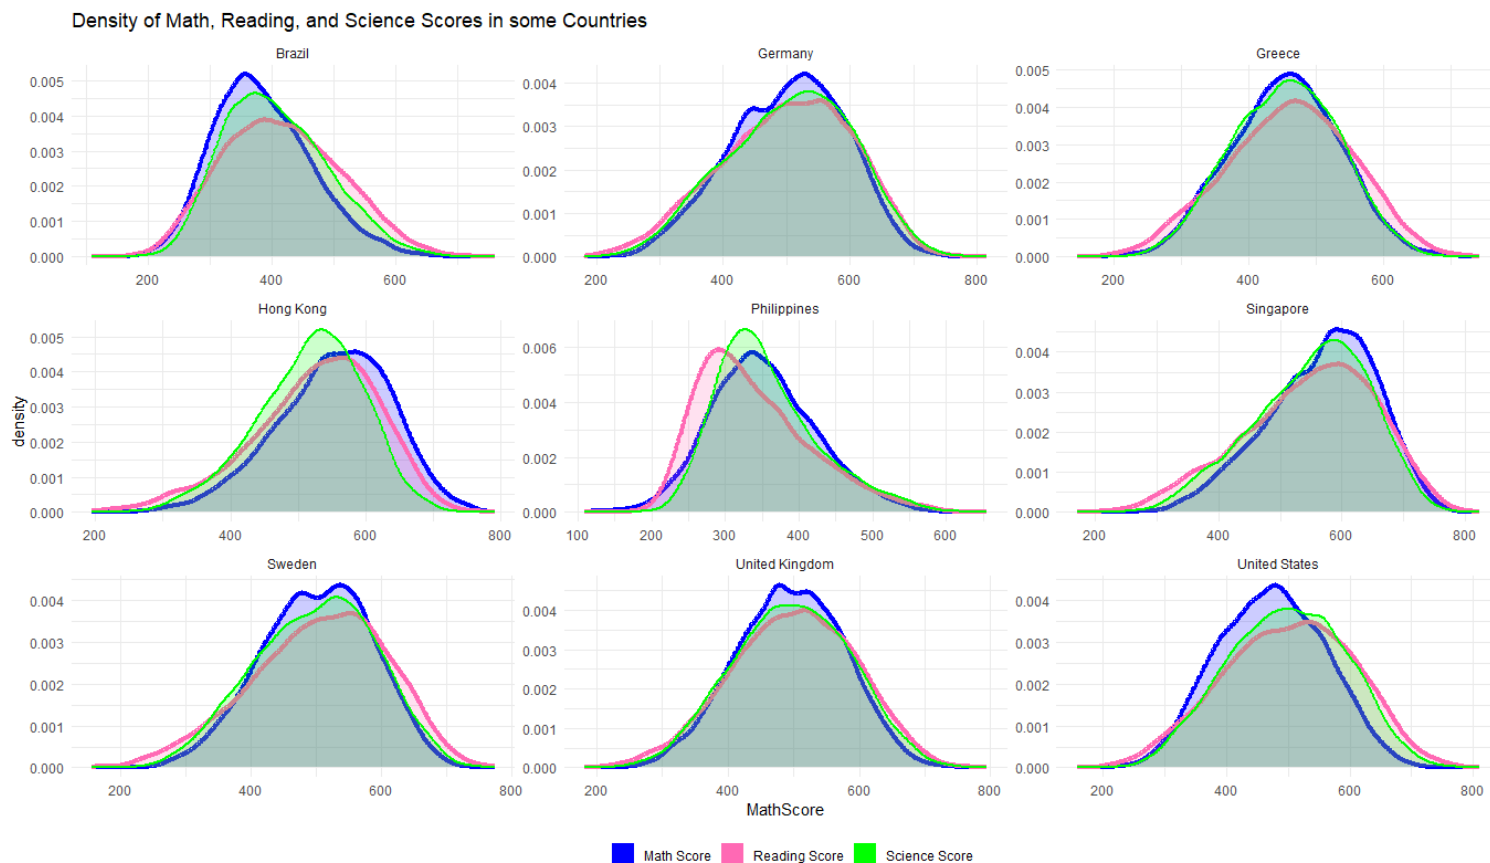 Density of Math, Reading, and Science Scores in some Countries
Brazil
Germany
Greece
0.005
0.004
0.003
0.002
0.001
0.000
200 400 600
0.004
0.003
0.002
0.001
0.000
200 400 600 800
0.005
0.004
0.003
0.002
0.001
0.000
200 400 600
Hong Kong
Philippines
Singapore
density
0.005
0.004
0.003
0.002
0.001
0.000
200 400 600 800
0.006
0.004
0.002
0.000
100 200 300 400 500 600
0.004
0.003
0.002
0.001
0.000
200 400 600 800
Sweden
United Kingdom
United States
0.004
0.003
0.002
0.001
0.000
200 400 600 800
0.004
0.003
0.002
0.001
0.000
200 400 600 800
0.004
0.003
0.002
0.001
0.000
200 400 600 800
MathScore
Math Score Reading Score Science Score